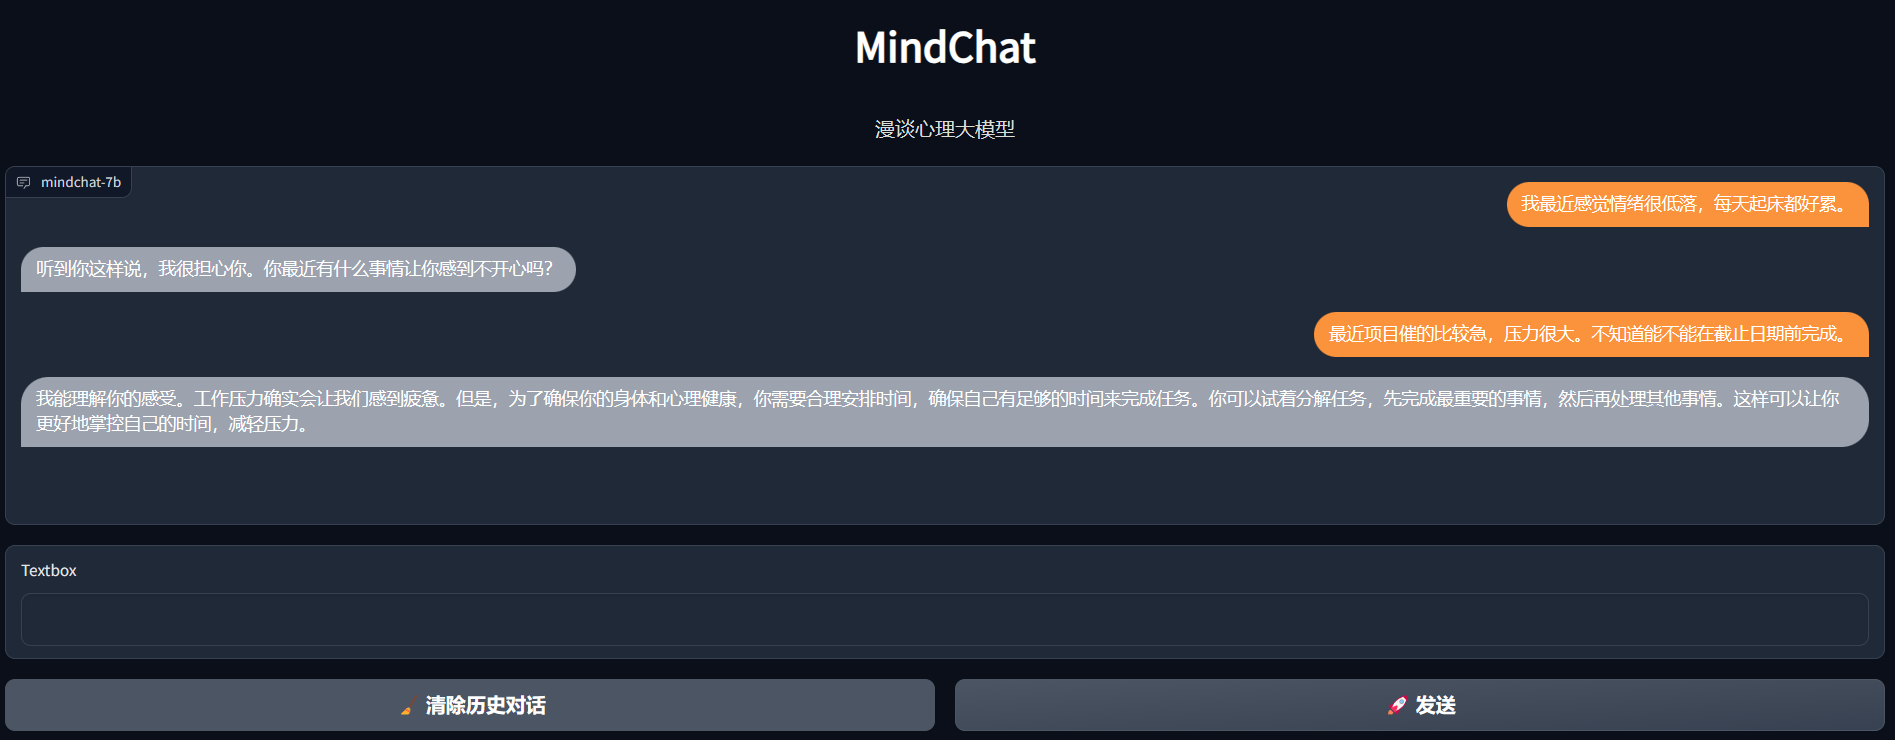 MindChat
漫谈心理大模型
mindchat-7b
我最近感觉情绪很低落，每天起床都好累。
听到你这样说，我很担心你。你最近有什么事情让你感到不开心吗？
最近项目催的比较急，压力很大。不知道能不能在截止日期前完成。
我能理解你的感受。工作压力确实会让我们感到疲惫。但是，为了确保你的身体和心理健康，你需要合理安排时间，确保自己有足够的时间来完成任务。你可以试着分解任务，先完成最重要的事情，然后再处理其他事情。这样可以让你
更好地掌控自己的时间，减轻压力。
Textbox
清除历史对话
发送